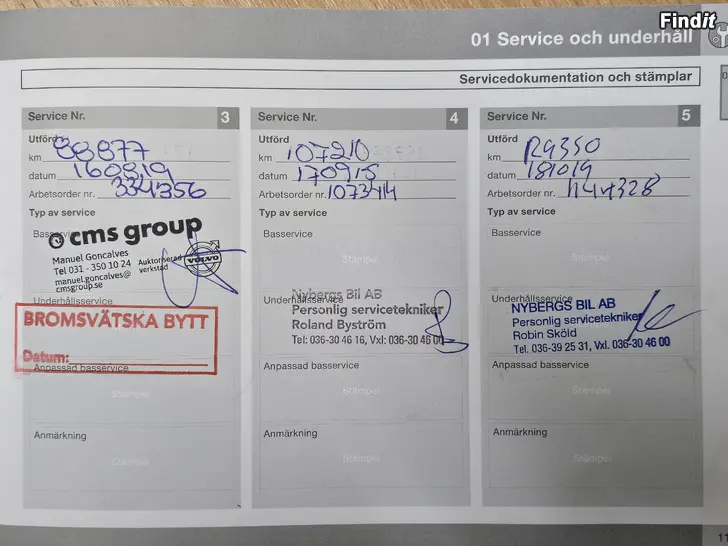 Findit
01 Service och underhåll
Servicedokumentation och stämplar
Service Nr. 3
Utförd
km 88877
datum 160819
Arbetsorder nr. 334356
Typ av service
Basservice
cms group
Manuel Goncalves
Tel 031 - 350 10 24
manuel.goncalves@
cmsgroup.se
Auktoriserad
verkstad
VOLVO
Underhållsservice
BROMSVÄTSKA BYTT
Datum:
Anpassad basservice
Stämpel
Anmärkning
Stämpel
Service Nr. 4
Utförd
km 107210
datum 170915
Arbetsorder nr.
Typ av service
Basservice
Stämpel
Underhållsservice
Nybergs Bil AB
Personlig servicetekniker
Roland Byström
Tel: 036-30 46 16, Vxl: 036-30 46 00
Anpassad basservice
Stämpel
Anmärkning
Stämpel
Service Nr. 5
Utförd
km
datum 181019
Arbetsorder nr.
Typ av service
Basservice
Stämpel
Underhållsservice
NYBERGS BIL AB
Personlig servicetekniker
Robin Sköld
Tel. 036-39 25 31, Vxl. 036-30 46 00
Anpassad basservice
Stämpel
Anmärkning
Stämpel